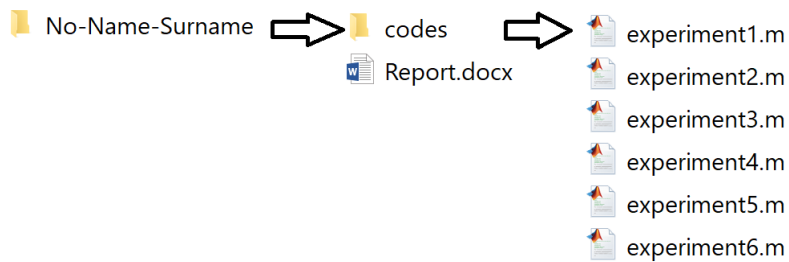 No-Name-Surname
codes
Report.docx
experiment1.m
experiment2.m
experiment3.m
experiment4.m
experiment5.m
experiment6.m